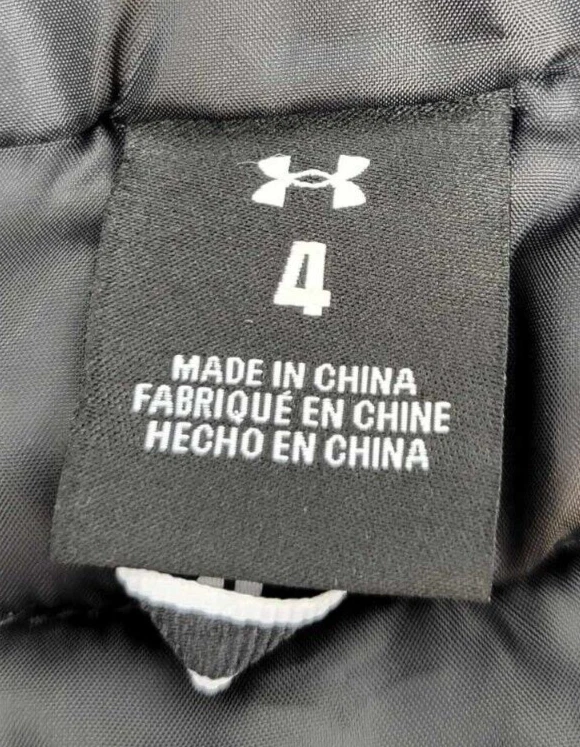 4
MADE IN CHINA
FABRIQUÉ EN CHINE
HECHO EN CHINA